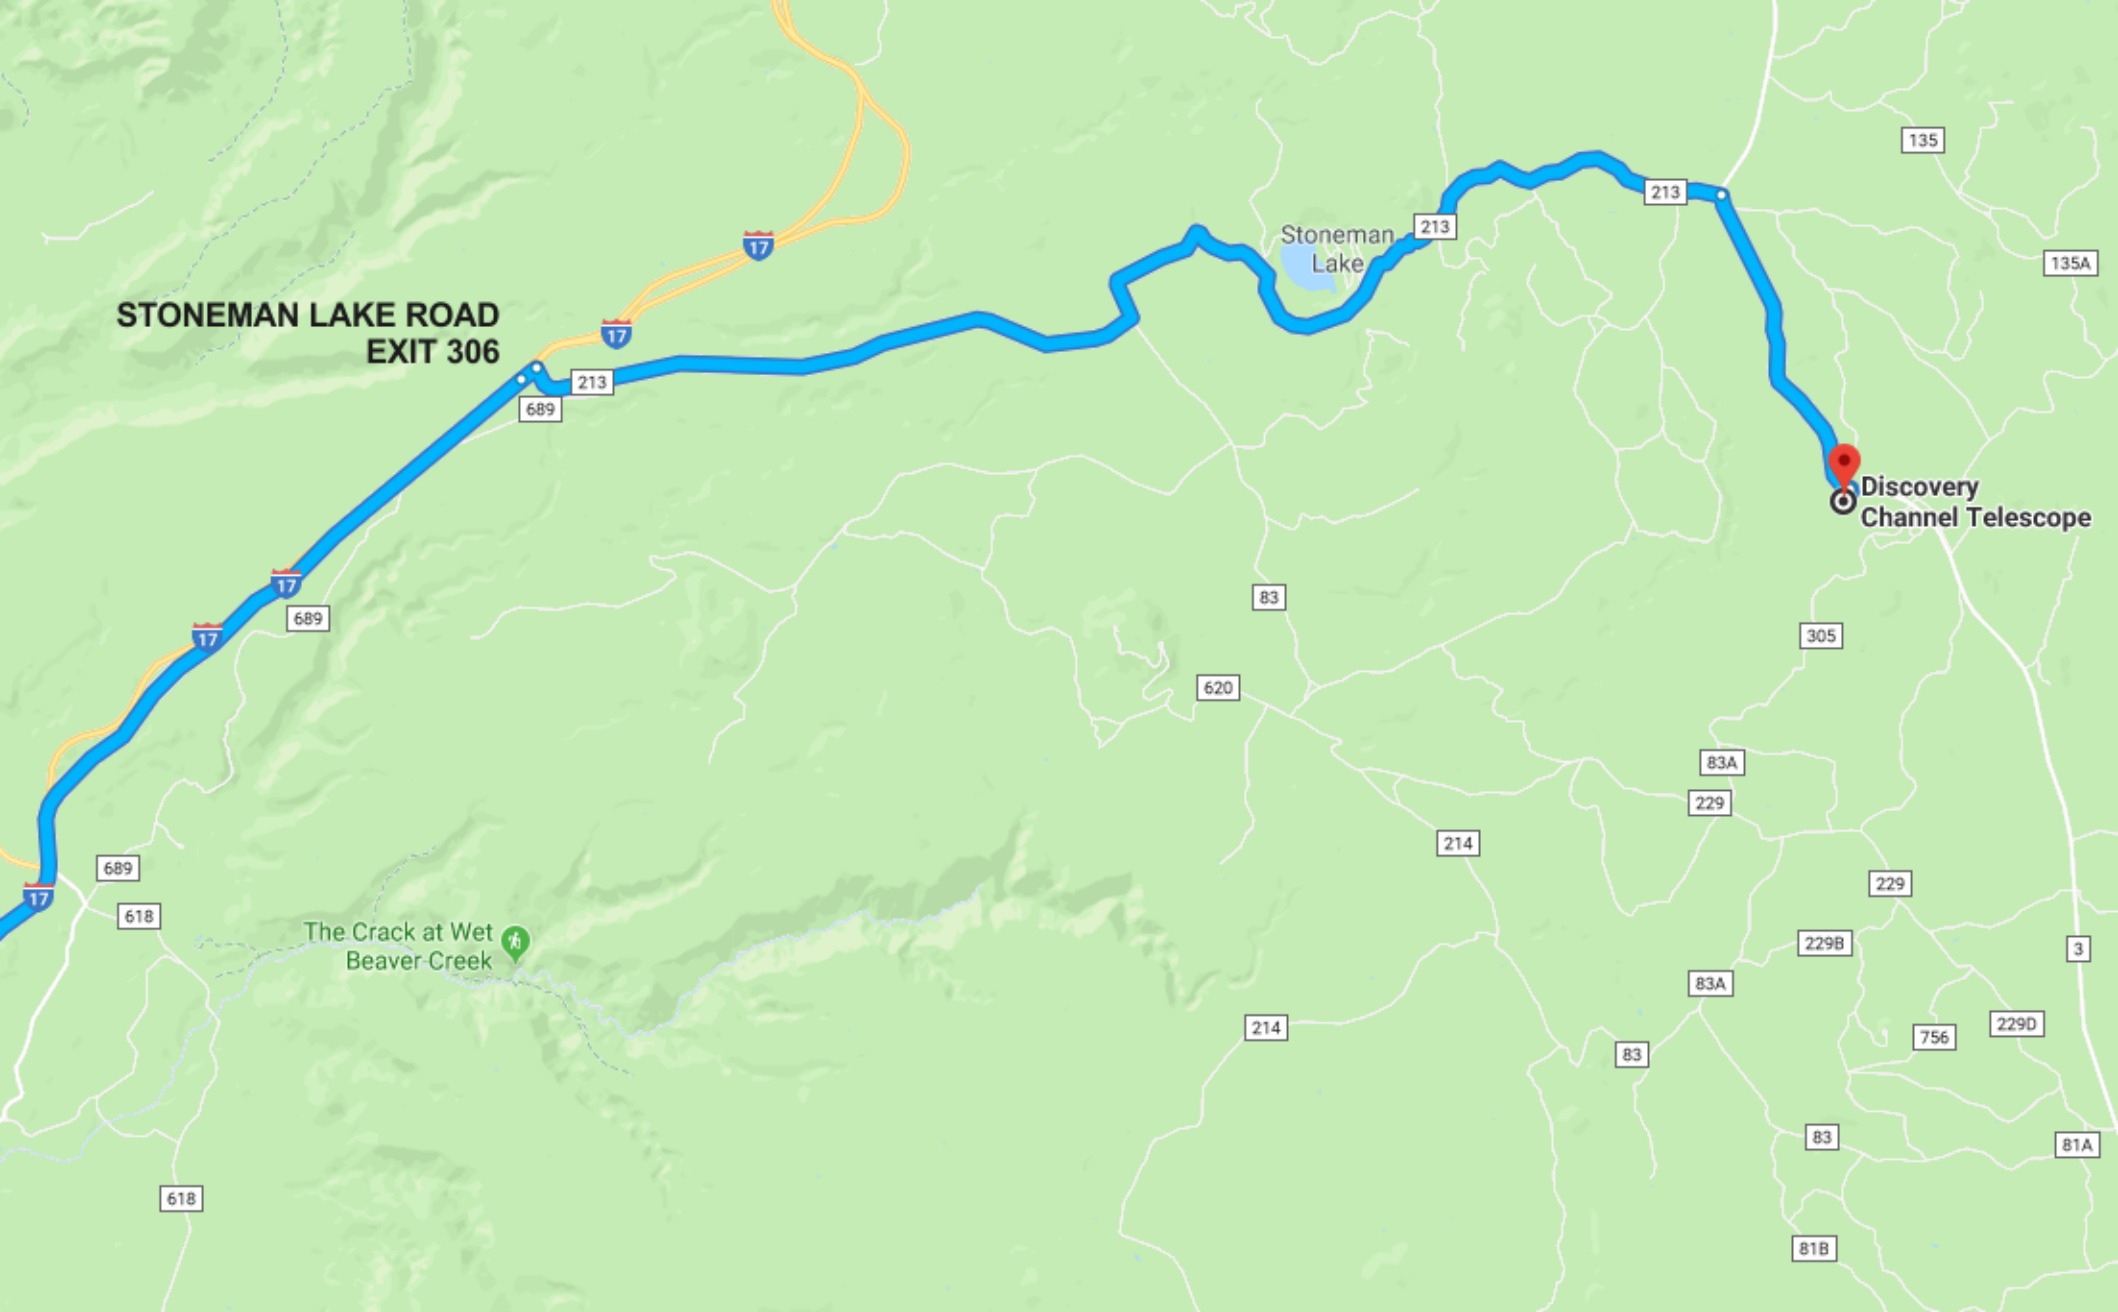 135
213
213
17
Stoneman
Lake
135A
STONEMAN LAKE ROAD
EXIT 306
17
213
689
Discovery
Channel Telescope
17
83
689
17
305
620
83A
229
214
689
229
17
618
The Crack at Wet
Beaver Creek
229B
3
83A
214
229D
756
83
83
81A
618
81B